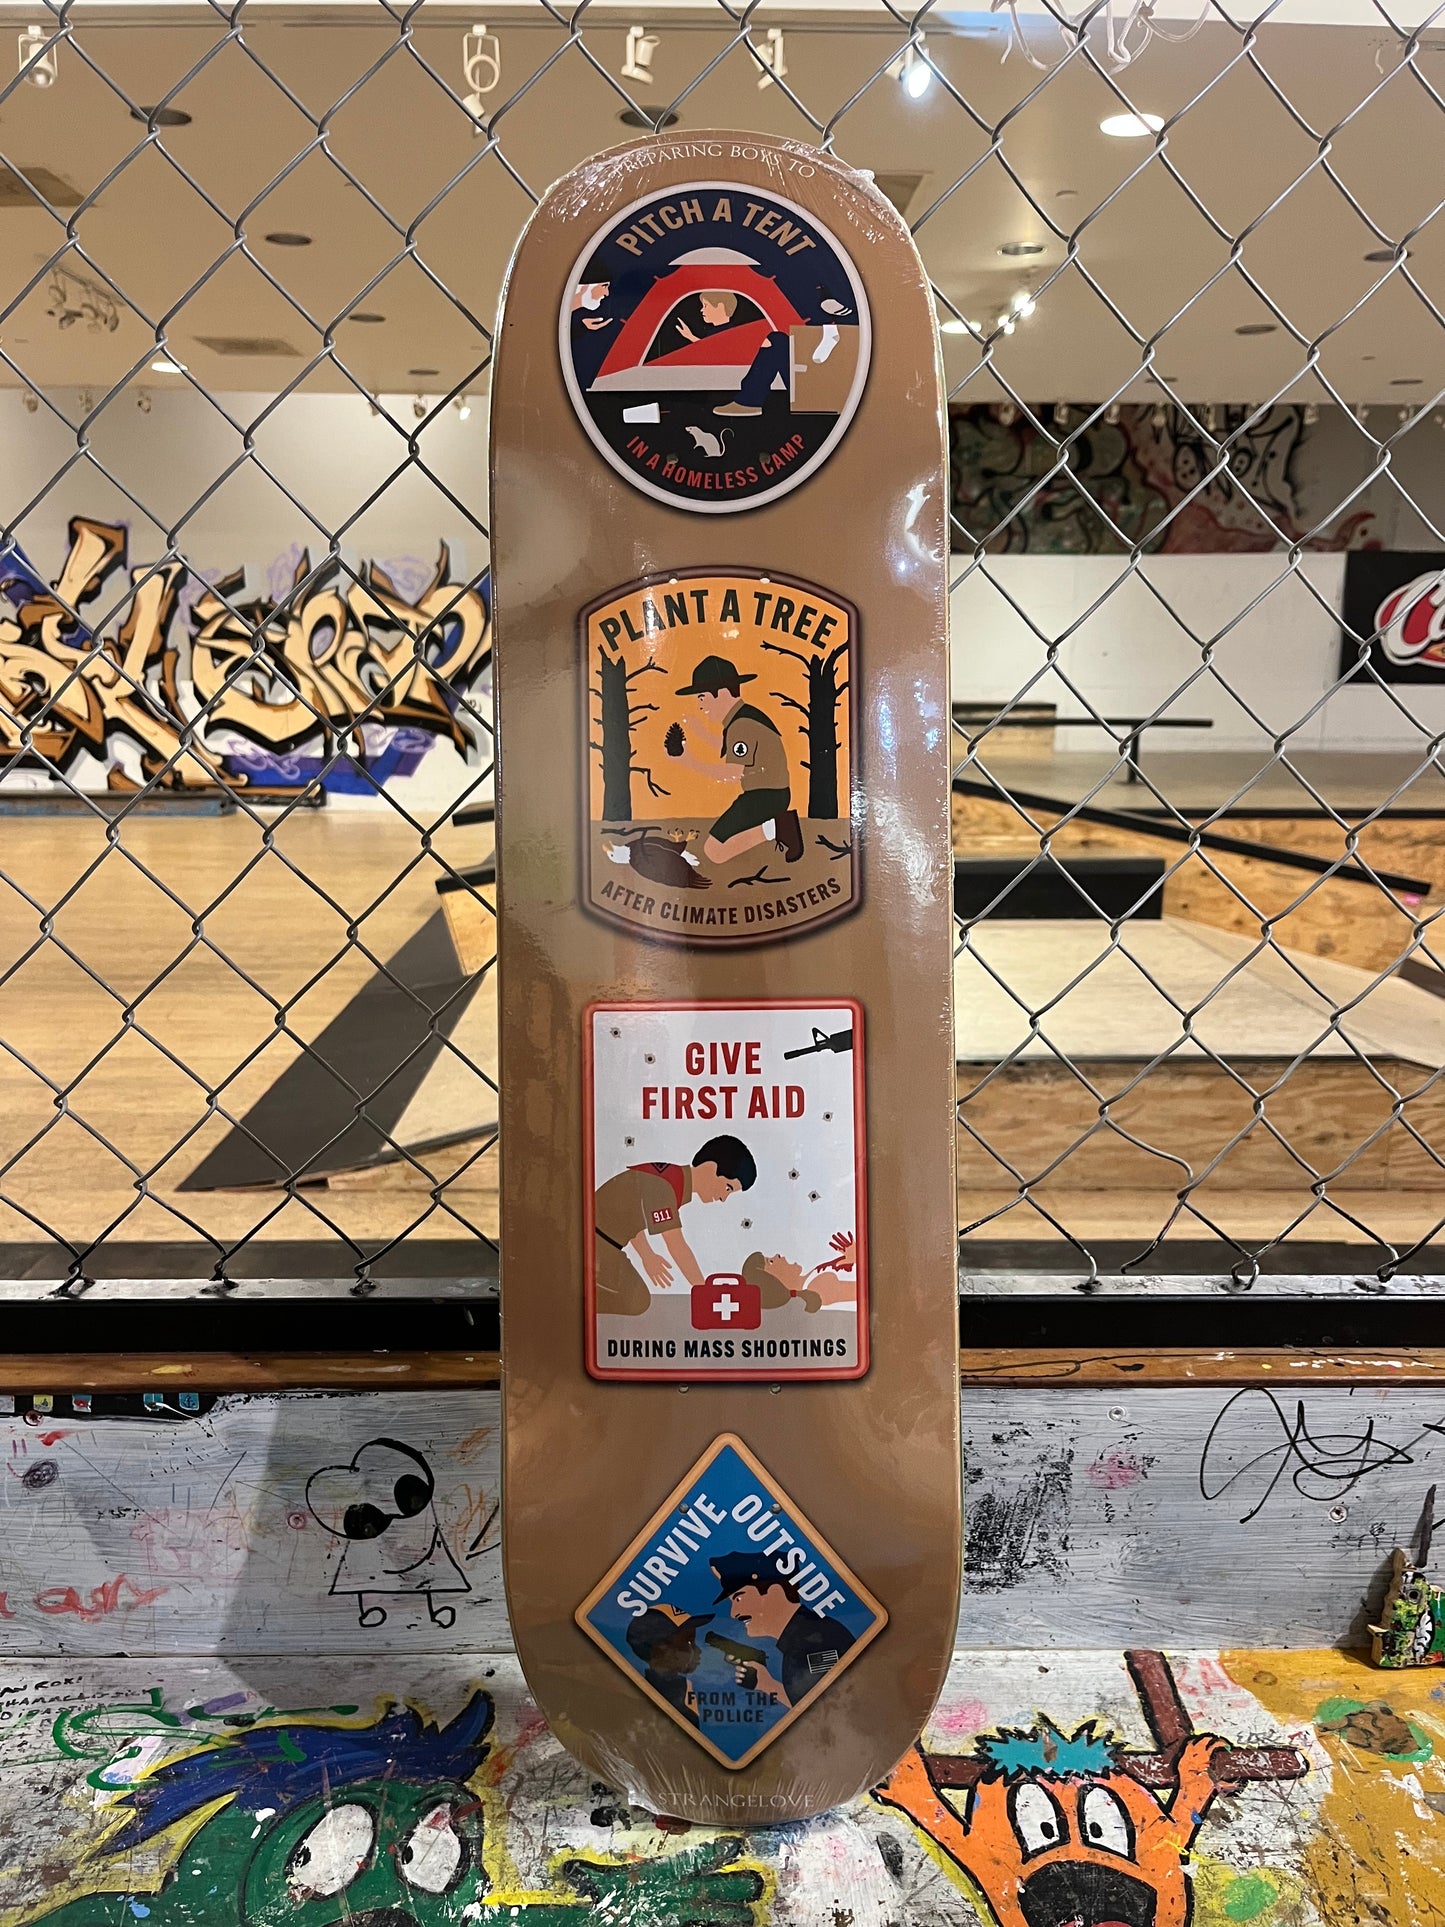 PREPARING BOYS TO
PITCH A TENT
IN A HOMELESS CAMP
PLANT A TREE
AFTER CLIMATE DISASTERS
GIVE
FIRST AID
911
DURING MASS SHOOTINGS
SURVIVE OUTSIDE
FROM THE
POLICE
STRANGELOVE